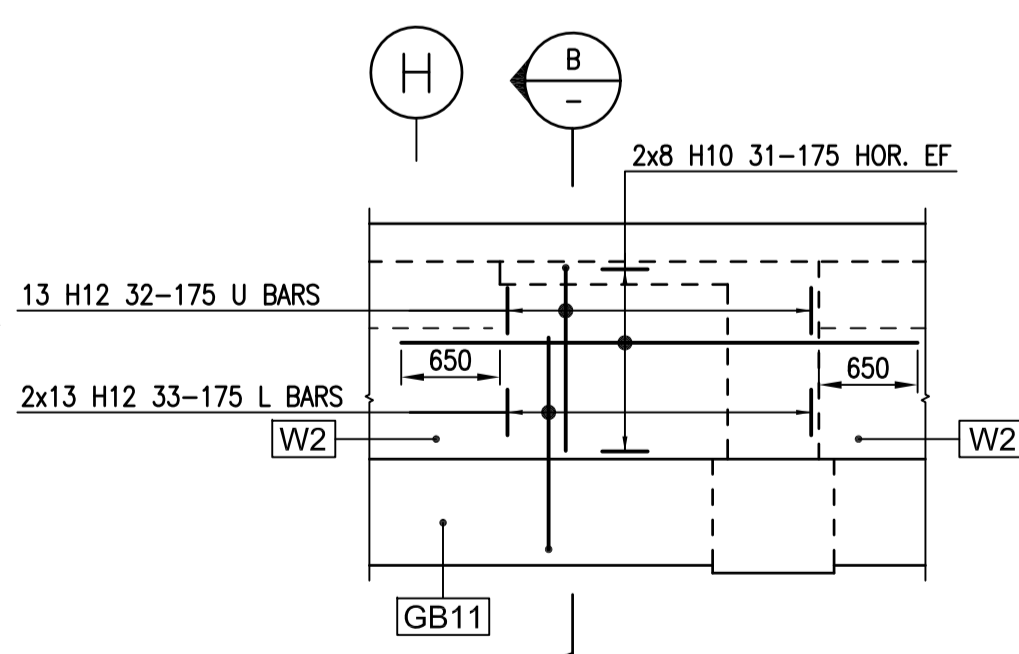 H
B
-
2x8 H10 31-175 HOR. EF
13 H12 32-175 U BARS
650
650
2x13 H12 33-175 L BARS
W2
W2
GB11